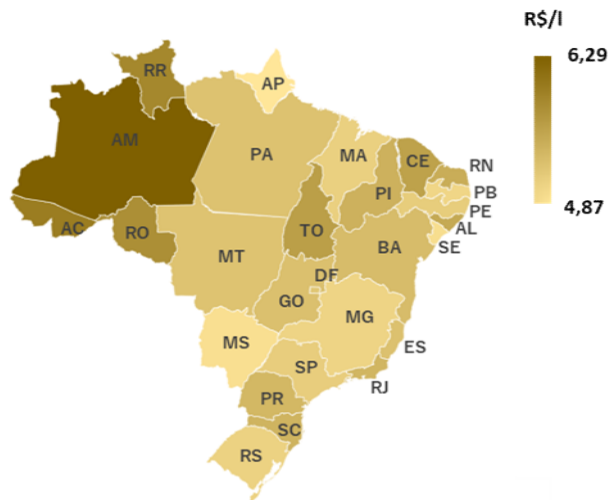 R$/l
6,29
4,87
RR
AP
AM
PA
MA
CE
RN
PI
PB
PE
AL
SE
AC
RO
TO
BA
MT
DF
GO
MG
MS
ES
SP
RJ
PR
SC
RS